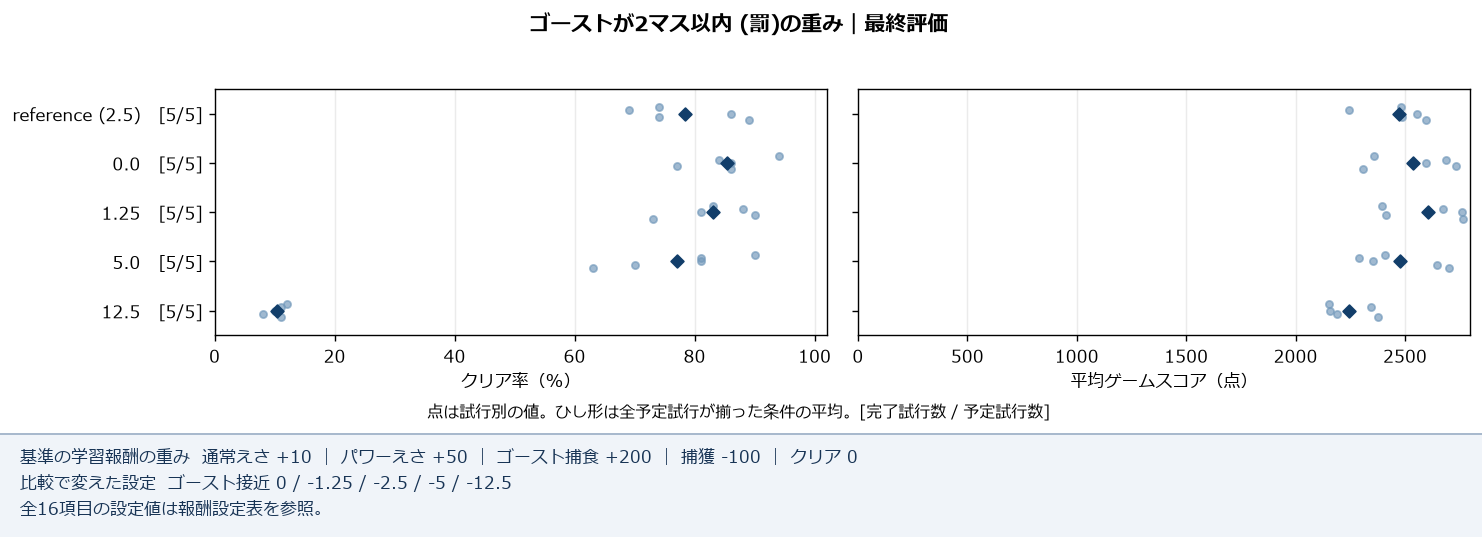 ゴーストが2マス以内 (罰)の重み｜最終評価
reference (2.5) [5/5]
0.0 [5/5]
1.25 [5/5]
5.0 [5/5]
12.5 [5/5]
0 20 40 60 80 100
クリア率（%）
0 500 1000 1500 2000 2500
平均ゲームスコア（点）
点は試行別の値。ひし形は全予定試行が揃った条件の平均。[完了試行数 / 予定試行数]
基準の学習報酬の重み 通常えさ +10 ｜ パワーえさ +50 ｜ ゴースト捕食 +200 ｜ 捕獲 -100 ｜ クリア 0
比較で変えた設定 ゴースト接近 0 / -1.25 / -2.5 / -5 / -12.5
全16項目の設定値は報酬設定表を参照。